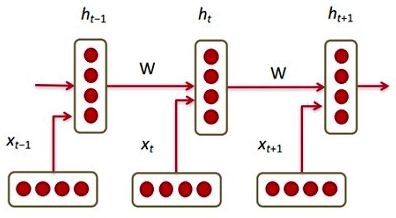 h_{t−1} h_t h_{t+1}
W W
x_{t−1} x_t x_{t+1}